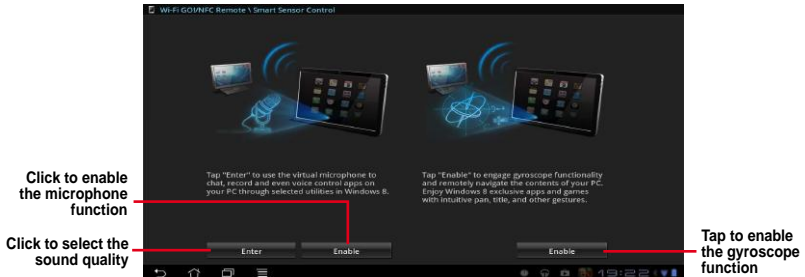 Wi-Fi GO!/NFC Remote \ Smart Sensor Control
Tap "Enter" to use the virtual microphone to
chat, record and even voice control apps on
your PC through selected utilities in Windows 8.
Tap "Enable" to engage gyroscope functionality
and remotely navigate the contents of your PC.
Enjoy Windows 8 exclusive apps and games
with intuitive pan, title, and other gestures.
Click to enable
the microphone
function
Click to select the
sound quality
Enter
Enable
Enable
Tap to enable
the gyroscope
function
19:22